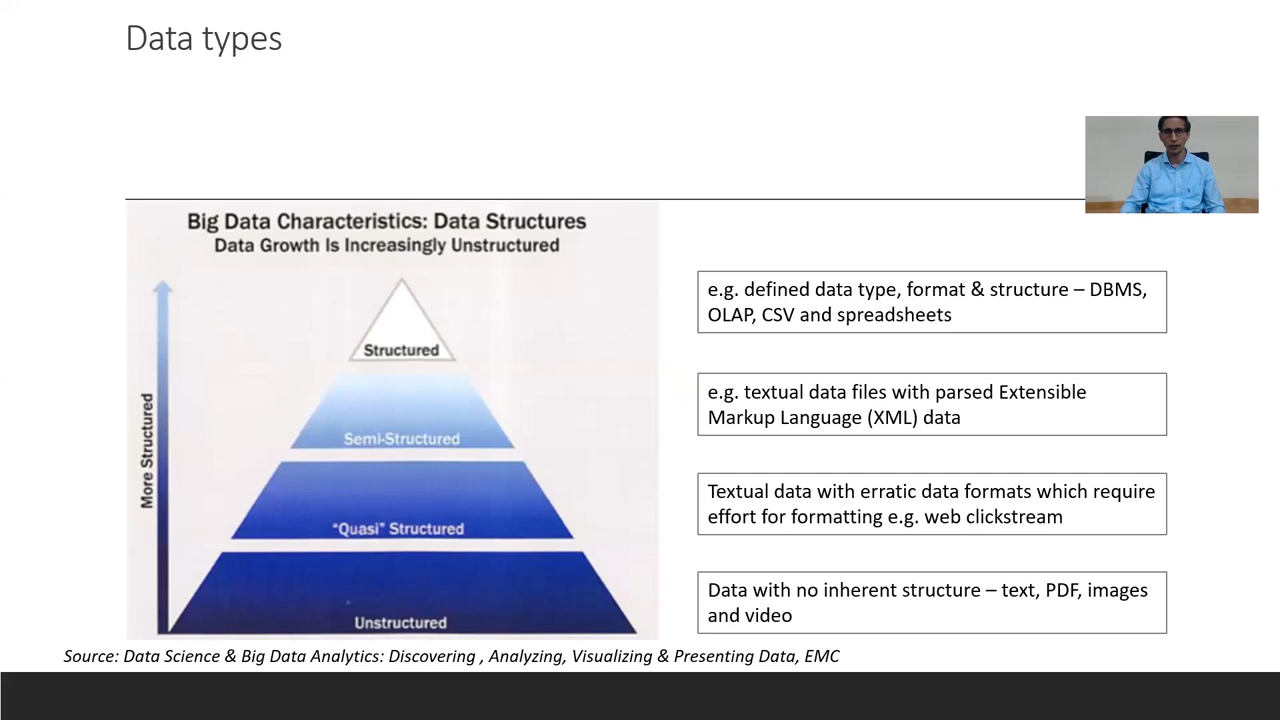 Data types
Big Data Characteristics: Data Structures
Data Growth Is Increasingly Unstructured
More Structured
Structured
Semi-Structured
"Quasi" Structured
Unstructured
e.g. defined data type, format & structure – DBMS,
OLAP, CSV and spreadsheets
e.g. textual data files with parsed Extensible
Markup Language (XML) data
Textual data with erratic data formats which require
effort for formatting e.g. web clickstream
Data with no inherent structure – text, PDF, images
and video
Source: Data Science & Big Data Analytics: Discovering , Analyzing, Visualizing & Presenting Data, EMC